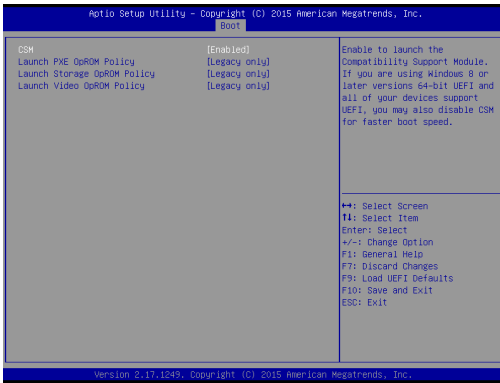 Aptio Setup Utility – Copyright (C) 2015 American Megatrends, Inc.
Boot
CSM [Enabled]
Launch PXE OpROM Policy [Legacy only]
Launch Storage OpROM Policy [Legacy only]
Launch Video OpROM Policy [Legacy only]
Enable to launch the
Compatibility Support Module.
If you are using Windows 8 or
later versions 64-bit UEFI and
all of your devices support
UEFI, you may also disable CSM
for faster boot speed.
↔: Select Screen
↑↓: Select Item
Enter: Select
+/-: Change Option
F1: General Help
F7: Discard Changes
F9: Load UEFI Defaults
F10: Save and Exit
ESC: Exit
Version 2.17.1249. Copyright (C) 2015 American Megatrends, Inc.